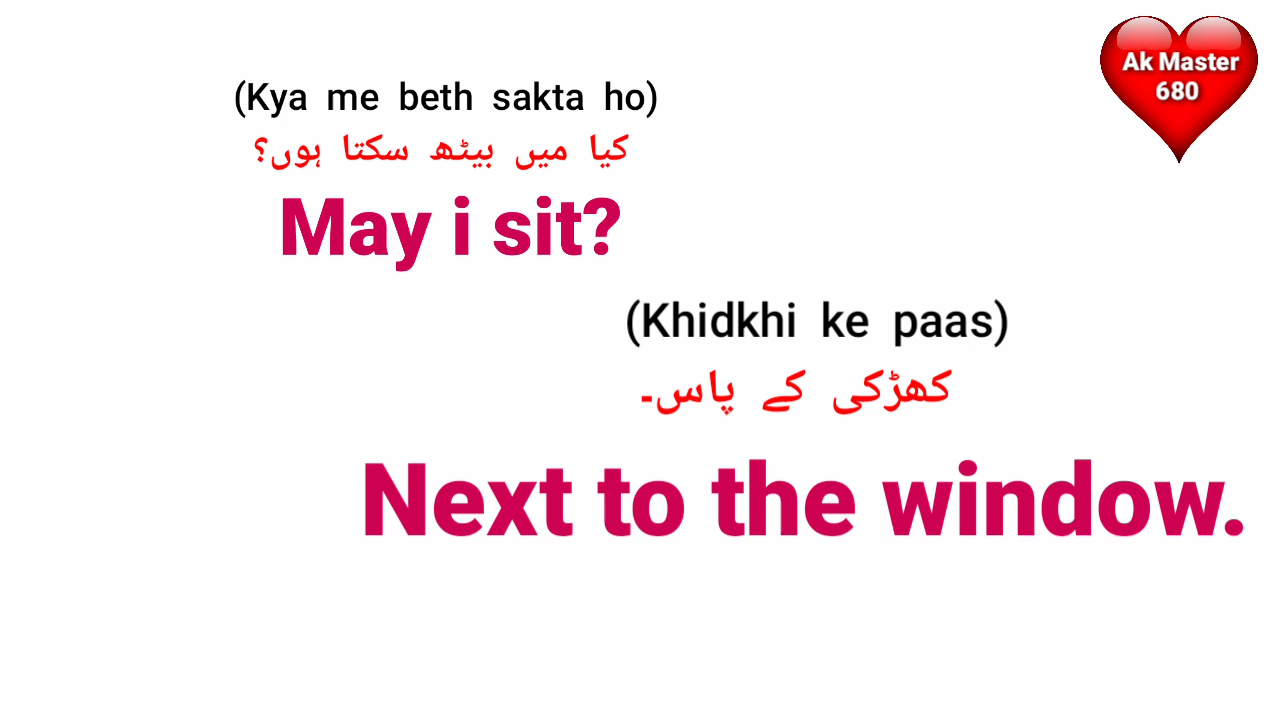 Ak Master
680
(Kya me beth sakta ho)
کیا میں بیٹھ سکتا ہوں؟
May i sit?
(Khidkhi ke paas)
کھڑکی کے پاس۔
Next to the window.